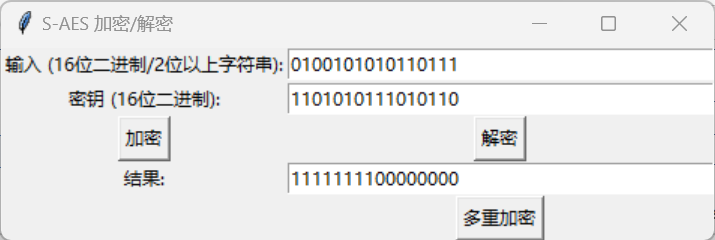 S-AES 加密/解密
输入 (16位二进制/2位以上字符串): 0100101010110111
密钥 (16位二进制): 1101010111010110
加密 解密
结果: 1111111100000000
多重加密